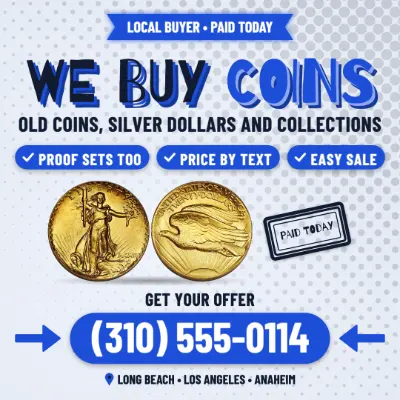 LOCAL BUYER • PAID TODAY
WE BUY COINS
OLD COINS, SILVER DOLLARS AND COLLECTIONS
✓ PROOF SETS TOO
✓ PRICE BY TEXT
✓ EASY SALE
PAID TODAY
GET YOUR OFFER
(310) 555-0114
LONG BEACH • LOS ANGELES • ANAHEIM